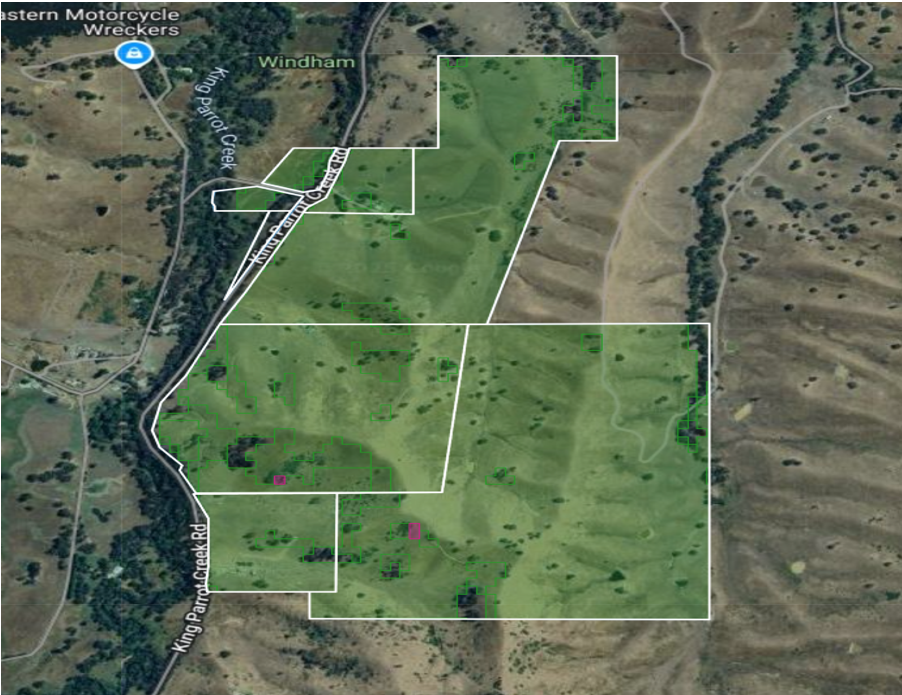 astern Motorcycle
Wreckers
Windham
King Parrot Creek
King Parrot Creek Rd
King Parrot Creek Rd